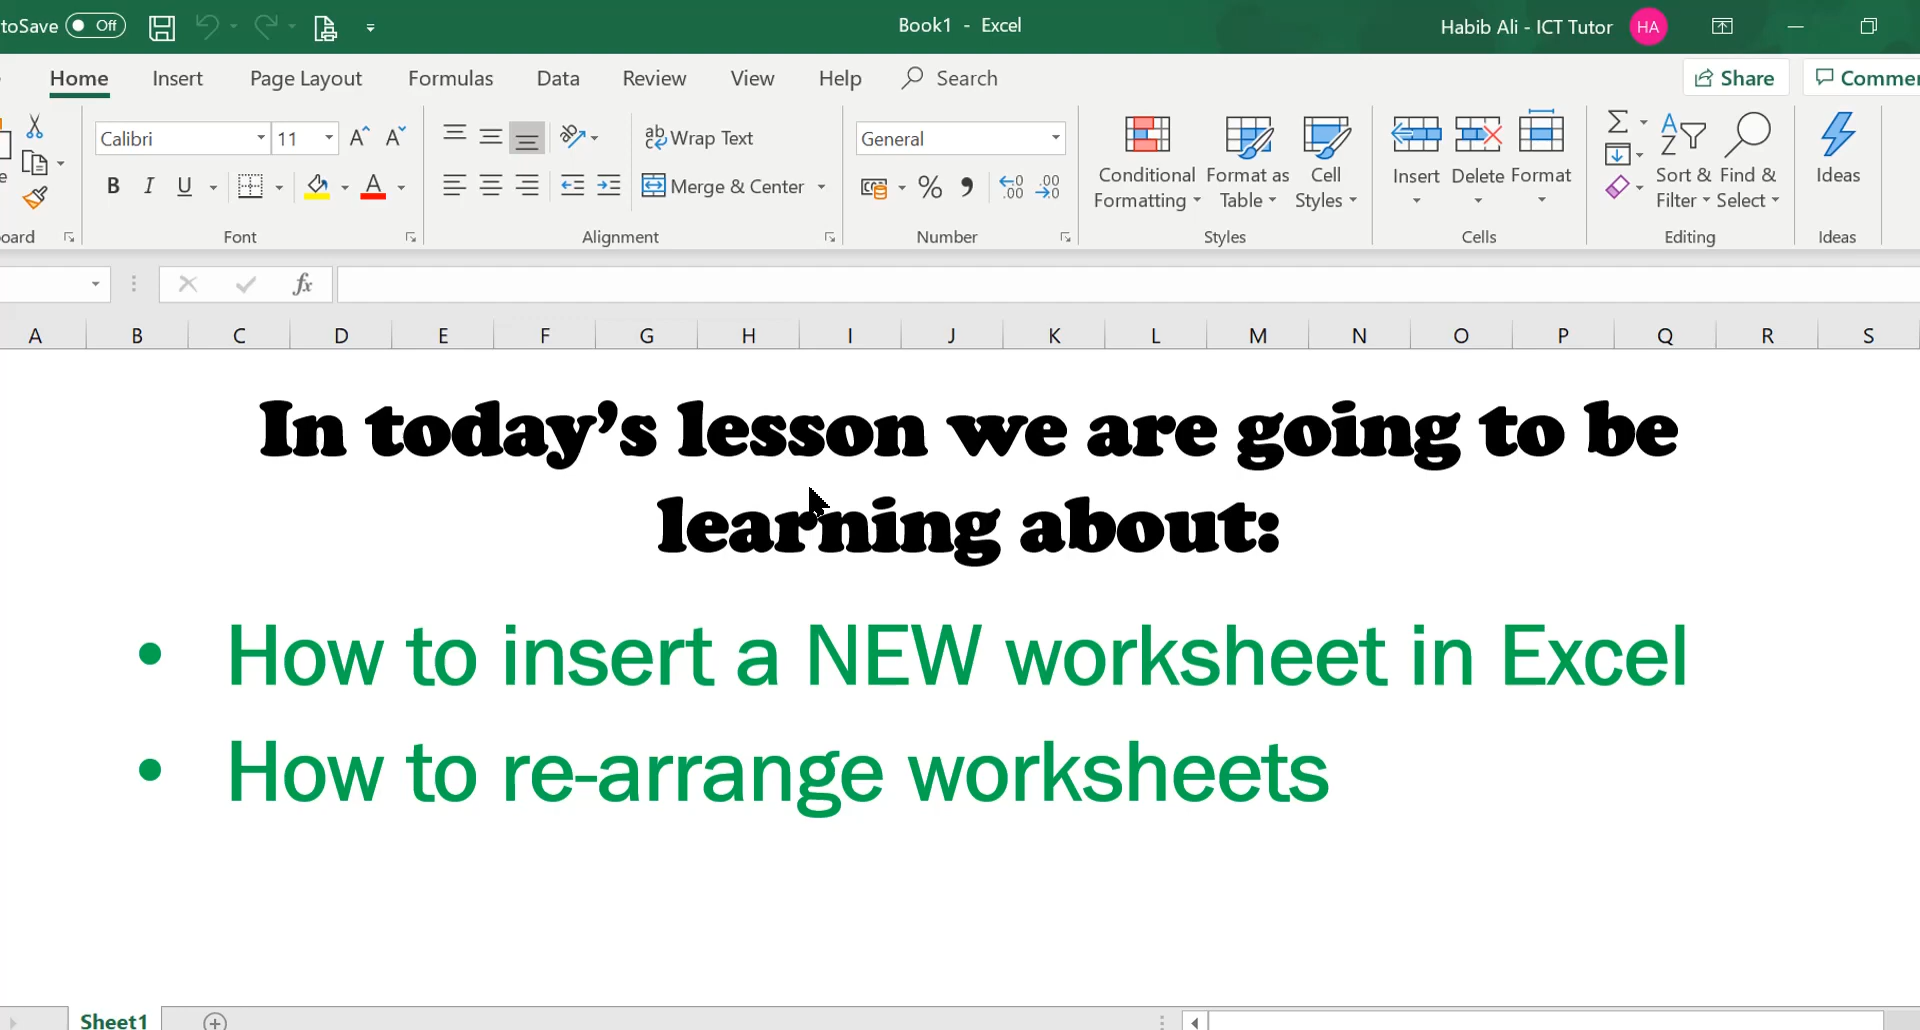 toSave Off Book1 - Excel Habib Ali - ICT Tutor HA
Home Insert Page Layout Formulas Data Review View Help Search Share Commen
Calibri 11 A A Wrap Text General
B I U A Merge & Center % Conditional Formatting Format as Table Cell Styles Insert Delete Format Sort & Filter Find & Select Ideas
oard Font Alignment Number Styles Cells Editing Ideas
fx
A B C D E F G H I J K L M N O P Q R S
In today’s lesson we are going to be
learning about:
• How to insert a NEW worksheet in Excel
• How to re-arrange worksheets
Sheet1